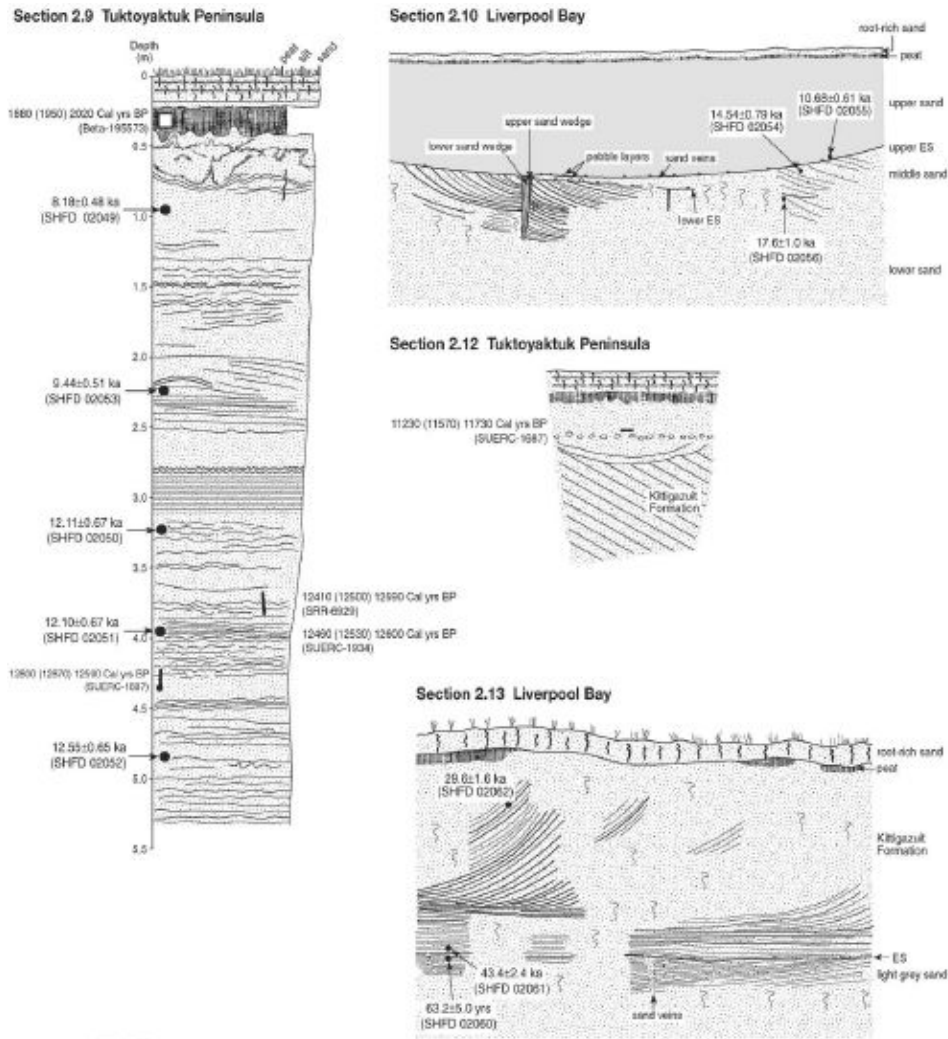 Section 2.9 Tuktoyaktuk Peninsula
Depth
(m)
peat
silt
sand
0
0.5
1.0
1.5
2.0
2.5
3.0
3.5
4.0
4.5
5.0
5.5
(1950) 2020 Cal yrs BP
(Beta-195573)
8.18±0.48 ka
(SHFD 02049)
9.44±0.51 ka
(SHFD 02053)
12.11±0.67 ka
(SHFD 02050)
12.10±0.67 ka
(SHFD 02051)
Cal yrs BP
12.55±0.65 ka
(SHFD 02052)
12410 (12500) 12590 Cal yrs BP
(SRR-6929)
12460 (12530) 12600 Cal yrs BP
(SUERC-1934)
Section 2.10 Liverpool Bay
root-rich sand
peat
upper sand
10.68±0.61 ka
(SHFD 02055)
14.54±0.79 ka
(SHFD 02054)
upper sand wedge
lower sand wedge
pebble layers
sand veins
upper ES
middle sand
lower ES
17.6±1.0 ka
(SHFD 02056)
lower sand
Section 2.12 Tuktoyaktuk Peninsula
11230 (11570) 11730 Cal yrs BP
(SUERC-1687)
Kittigazuit
Formation
Section 2.13 Liverpool Bay
root-rich sand
peat
29.6±1.6 ka
(SHFD 02062)
Kittigazuit
Formation
ES
light grey sand
43.4±2.4 ka
(SHFD 02061)
63.2±5.0 yrs
(SHFD 02060)
sand veins